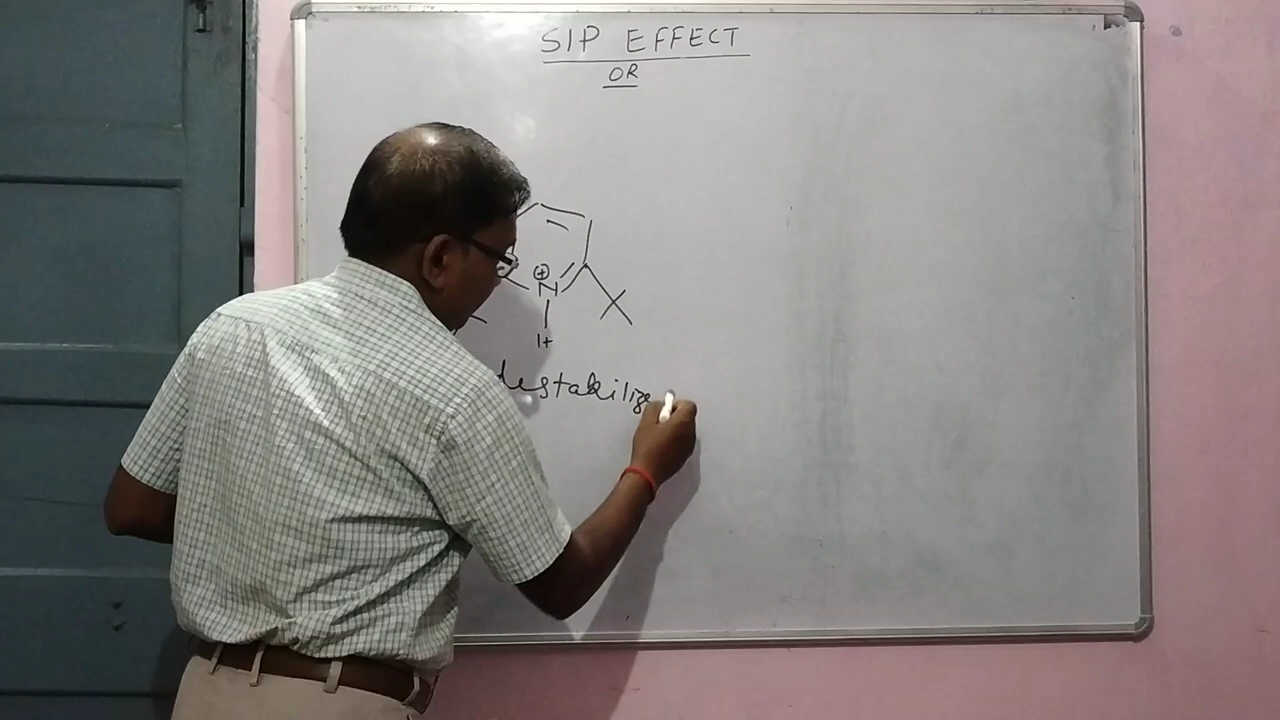 SIP EFFECT
OR
⊕
N
H
destabilize